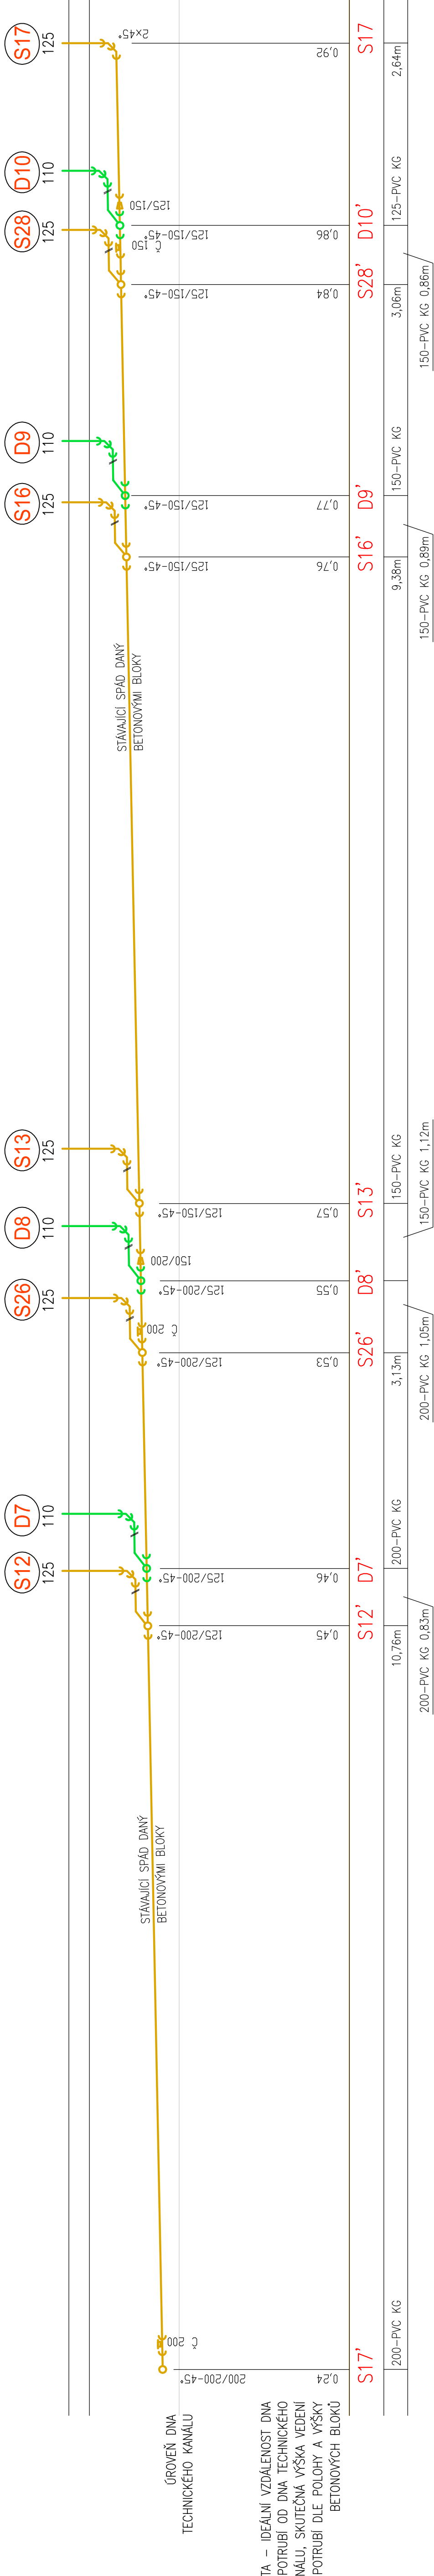 S17
125
D10
110
S28
125
D9
110
S16
125
S13
125
D8
110
S26
125
D7
110
S12
125
2x45°
125/150
125/150-45°
Č 150
125/150-45°
125/150-45°
125/150-45°
STÁVAJÍCÍ SPÁD DANÝ
BETONOVÝMI BLOKY
125/150-45°
150/200
125/200-45°
Č 200
125/200-45°
125/200-45°
125/200-45°
STÁVAJÍCÍ SPÁD DANÝ
BETONOVÝMI BLOKY
Č 200
200/200-45°
ÚROVEŇ DNA
TECHNICKÉHO KANÁLU
0,92
0,86
0,84
0,77
0,76
0,57
0,55
0,53
0,46
0,45
0,24
TA – IDEÁLNÍ VZDÁLENOST DNA
POTRUBÍ OD DNA TECHNICKÉHO
NÁLU, SKUTEČNÁ VÝŠKA VEDENÍ
POTRUBÍ DLE POLOHY A VÝŠKY
BETONOVÝCH BLOKŮ
S17
D10'
S28'
D9'
S16'
S13'
D8'
S26'
D7'
S12'
S17'
2,64m
125-PVC KG
3,06m
150-PVC KG
9,38m
150-PVC KG
3,13m
200-PVC KG
10,76m
200-PVC KG
150-PVC KG 0,86m
150-PVC KG 0,89m
150-PVC KG 1,12m
200-PVC KG 1,05m
200-PVC KG 0,83m